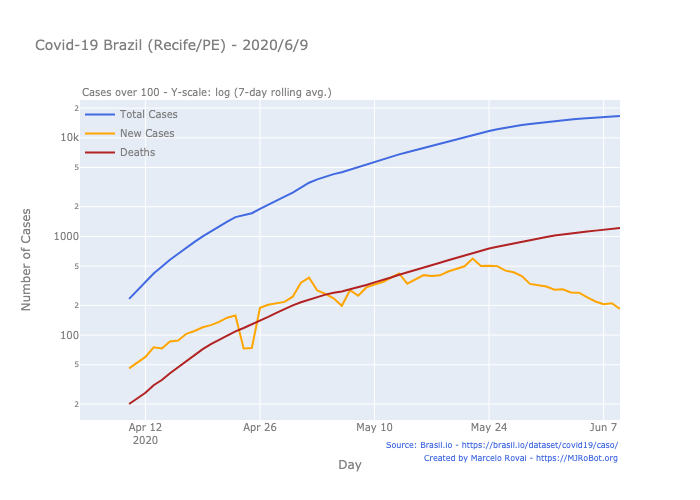 Covid-19 Brazil (Recife/PE) - 2020/6/9
Cases over 100 - Y-scale: log (7-day rolling avg.)
Total Cases
New Cases
Deaths
Number of Cases
2
10k
5
2
1000
5
2
100
5
2
Apr 12
2020
Apr 26
May 10
May 24
Jun 7
Day
Source: Brasil.io - https://brasil.io/dataset/covid19/caso/
Created by Marcelo Rovai - https://MJRoBot.org